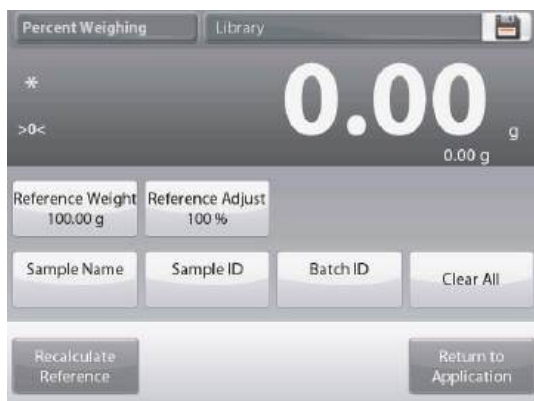 Percent Weighing
Library
*
0.00
>0<
g
0.00 g
Reference Weight
100.00 g
Reference Adjust
100 %
Sample Name
Sample ID
Batch ID
Clear All
Recalculate
Reference
Return to
Application